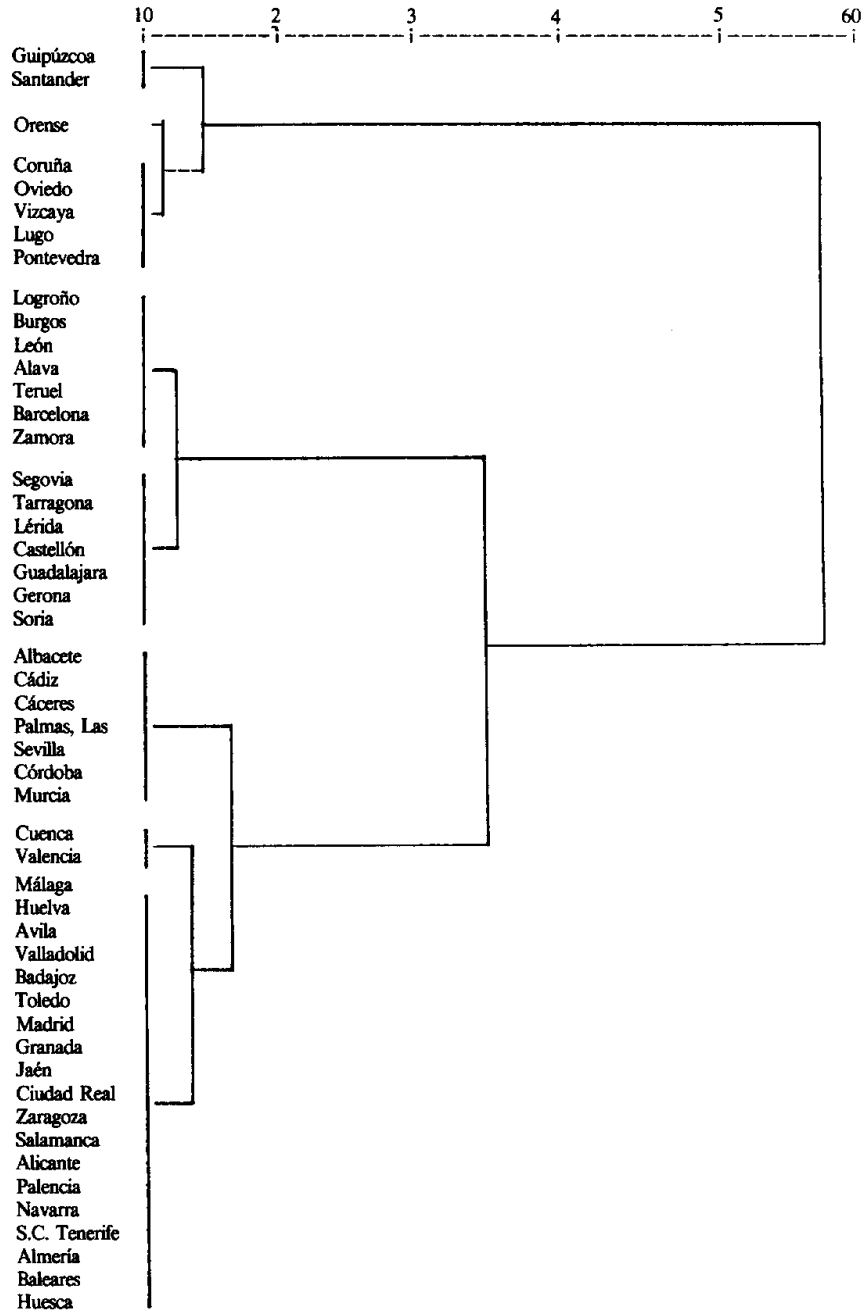 10 2 3 4 5 60
Guipúzcoa
Santander
Orense
Coruña
Oviedo
Vizcaya
Lugo
Pontevedra
Logroño
Burgos
León
Alava
Teruel
Barcelona
Zamora
Segovia
Tarragona
Lérida
Castellón
Guadalajara
Gerona
Soria
Albacete
Cádiz
Cáceres
Palmas, Las
Sevilla
Córdoba
Murcia
Cuenca
Valencia
Málaga
Huelva
Avila
Valladolid
Badajoz
Toledo
Madrid
Granada
Jaén
Ciudad Real
Zaragoza
Salamanca
Alicante
Palencia
Navarra
S.C. Tenerife
Almería
Baleares
Huesca